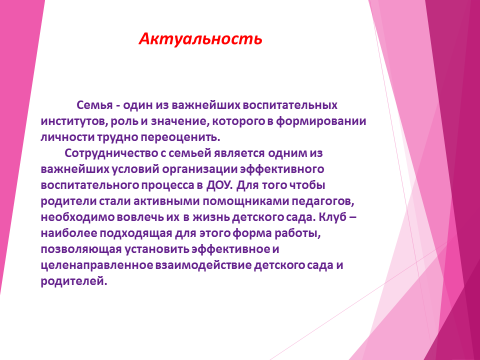 Актуальность
Семья - один из важнейших воспитательных
институтов, роль и значение, которого в формировании
личности трудно переоценить.
Сотрудничество с семьей является одним из
важнейших условий организации эффективного
воспитательного процесса в ДОУ. Для того чтобы
родители стали активными помощниками педагогов,
необходимо вовлечь их в жизнь детского сада. Клуб –
наиболее подходящая для этого форма работы,
позволяющая установить эффективное и
целенаправленное взаимодействие детского сада и
родителей.